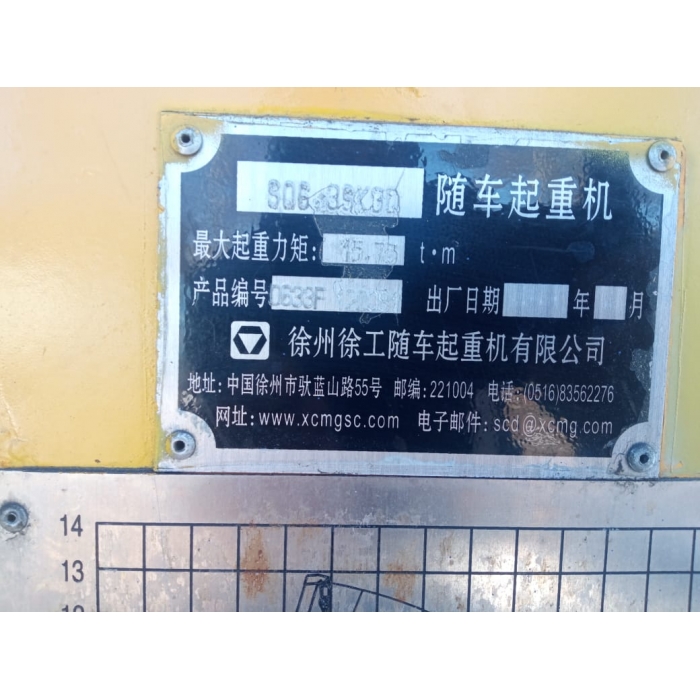 随车起重机
最大起重力矩: 15.75 t·m
产品编号 0633F
出厂日期 年 月
徐州徐工随车起重机有限公司
地址: 中国徐州市驮蓝山路55号 邮编: 221004 电话: (0516)83562276
网址: www.xcmgsc.com 电子邮件: scd@xcmg.com
14
13